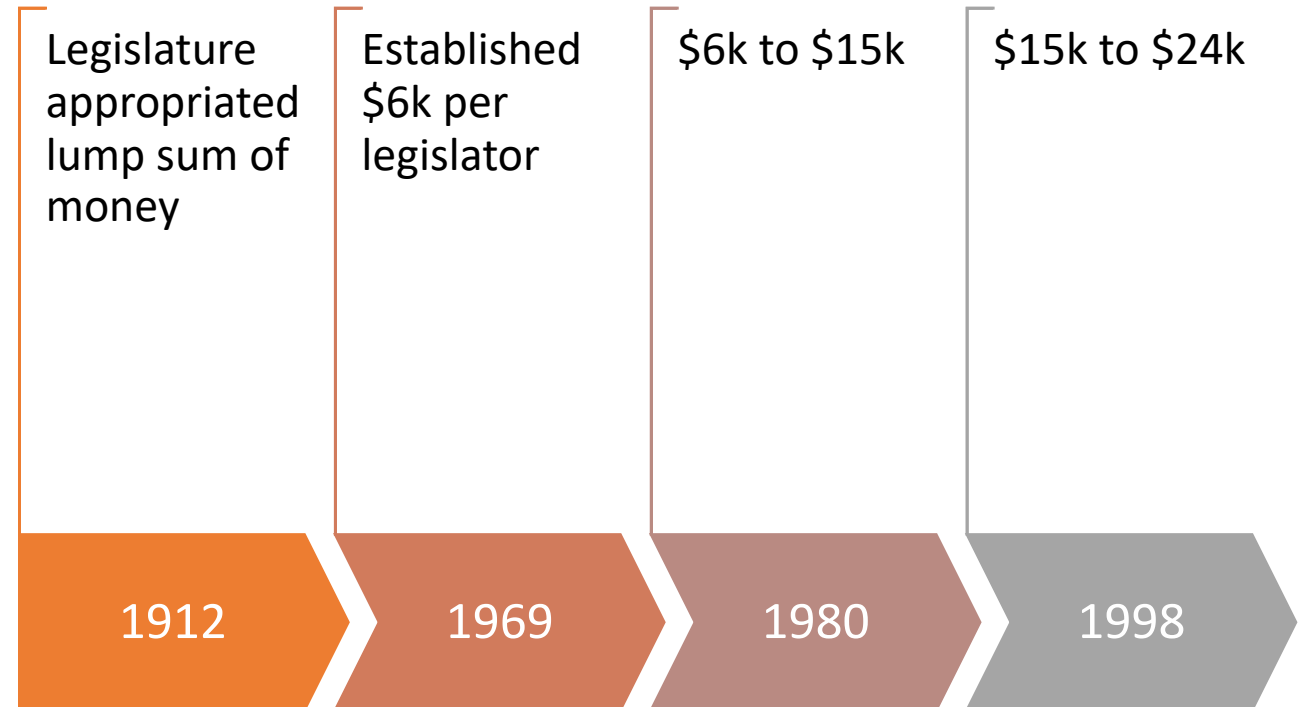 Legislature
appropriated
lump sum of
money
Established
$6k per
legislator
$6k to $15k
$15k to $24k
1912
1969
1980
1998